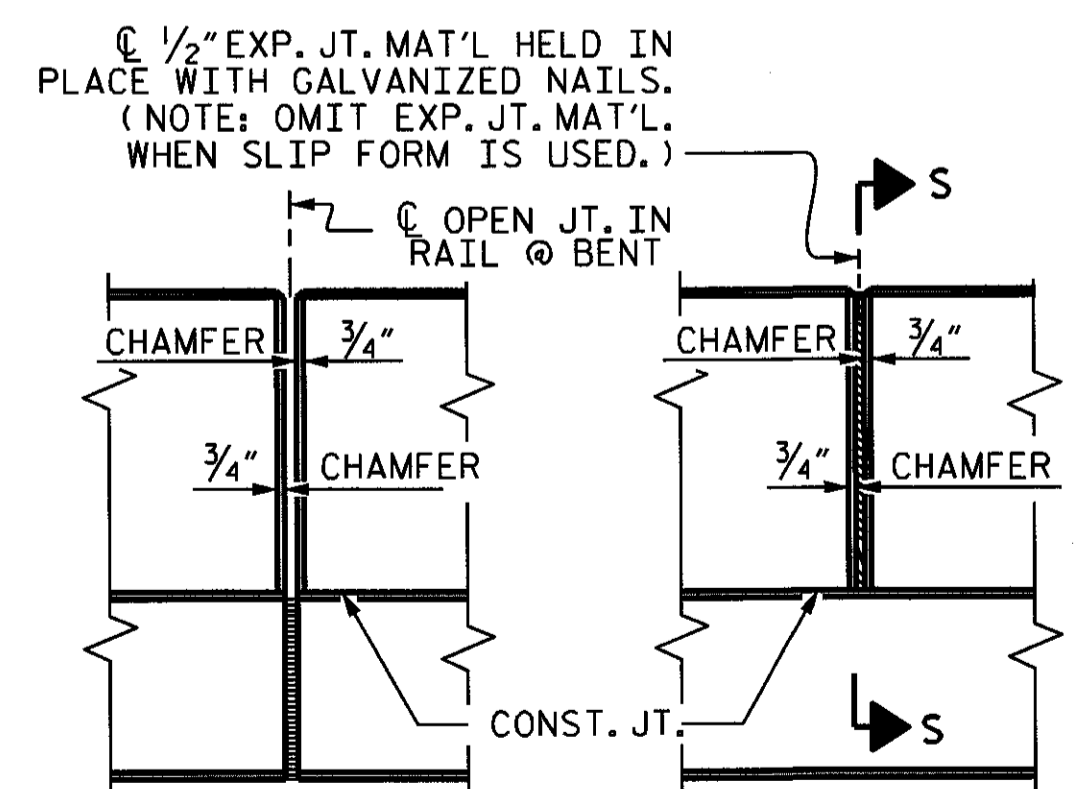 ℄ 1/2" EXP. JT. MAT'L HELD IN
PLACE WITH GALVANIZED NAILS.
(NOTE: OMIT EXP. JT. MAT'L.
WHEN SLIP FORM IS USED.)
S
℄ OPEN JT. IN
RAIL @ BENT
CHAMFER 3/4"
CHAMFER 3/4"
3/4" CHAMFER
3/4" CHAMFER
CONST. JT.
S